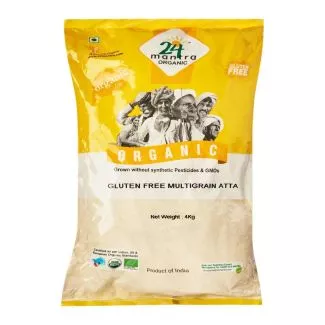 24
mantra
ORGANIC
GLUTEN
FREE
ORGANIC
Grown without synthetic Pesticides & GMOs
GLUTEN FREE MULTIGRAIN ATTA
Net Weight : 4Kg
Product of India